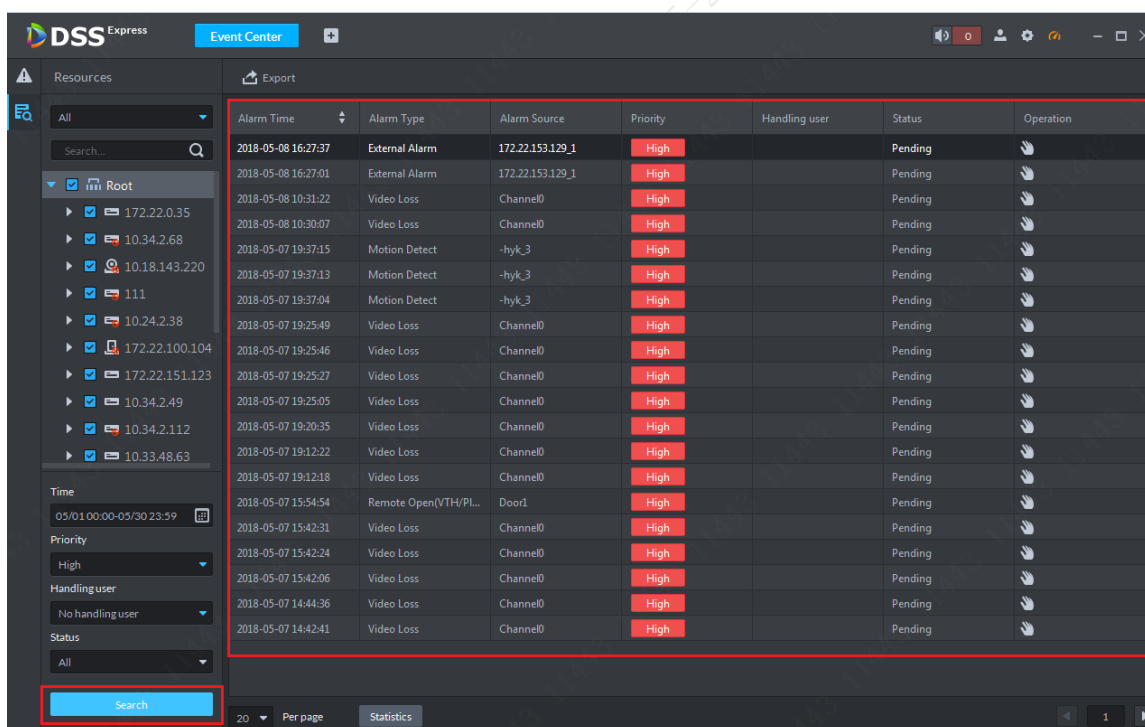 DSS Express Event Center 0
Resources Export
All
Search...
Root
172.22.0.35
10.34.2.68
10.18.143.220
111
10.24.2.38
172.22.100.104
172.22.151.123
10.34.2.49
10.34.2.112
10.33.48.63
Time
05/01 00:00-05/30 23:59
Priority
High
Handling user
No handling user
Status
All
Search
Alarm Time Alarm Type Alarm Source Priority Handling user Status Operation
2018-05-08 16:27:37 External Alarm 172.22.153.129_1 High Pending
2018-05-08 16:27:01 External Alarm 172.22.153.129_1 High Pending
2018-05-08 10:31:22 Video Loss Channel0 High Pending
2018-05-08 10:30:07 Video Loss Channel0 High Pending
2018-05-07 19:37:15 Motion Detect -hyk_3 High Pending
2018-05-07 19:37:13 Motion Detect -hyk_3 High Pending
2018-05-07 19:37:04 Motion Detect -hyk_3 High Pending
2018-05-07 19:25:49 Video Loss Channel0 High Pending
2018-05-07 19:25:46 Video Loss Channel0 High Pending
2018-05-07 19:25:27 Video Loss Channel0 High Pending
2018-05-07 19:25:05 Video Loss Channel0 High Pending
2018-05-07 19:20:35 Video Loss Channel0 High Pending
2018-05-07 19:12:22 Video Loss Channel0 High Pending
2018-05-07 19:12:18 Video Loss Channel0 High Pending
2018-05-07 15:54:54 Remote Open(VTH/Pl... Door1 High Pending
2018-05-07 15:42:31 Video Loss Channel0 High Pending
2018-05-07 15:42:24 Video Loss Channel0 High Pending
2018-05-07 15:42:06 Video Loss Channel0 High Pending
2018-05-07 14:44:36 Video Loss Channel0 High Pending
2018-05-07 14:42:41 Video Loss Channel0 High Pending
20 Per page Statistics 1